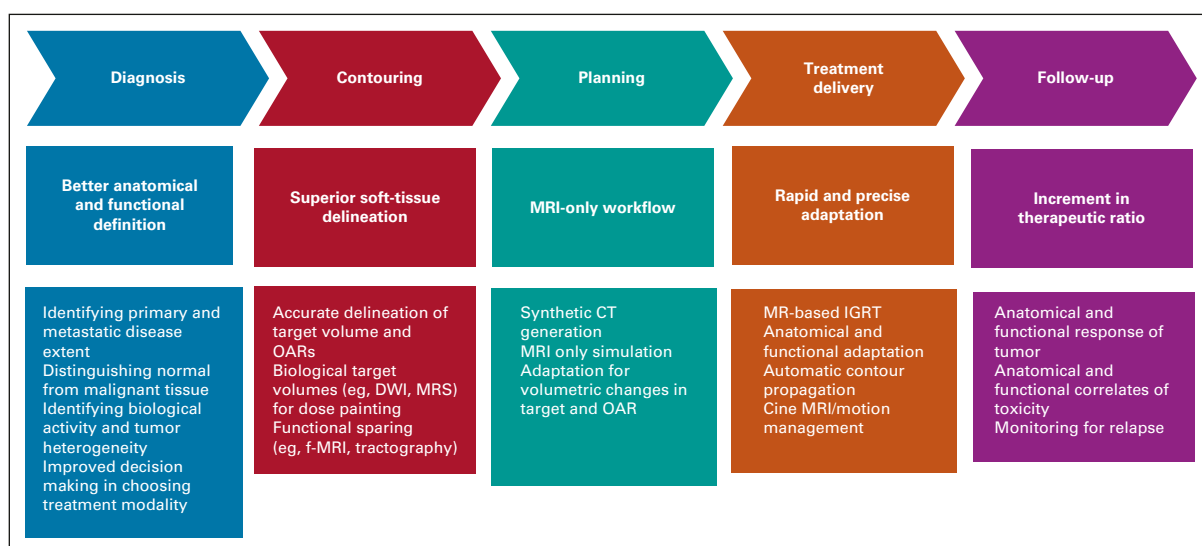 Diagnosis
Contouring
Planning
Treatment
delivery
Follow-up
Better anatomical
and functional
definition
Superior soft-tissue
delineation
MRI-only workflow
Rapid and precise
adaptation
Increment in
therapeutic ratio
Identifying primary and
metastatic disease
extent
Distinguishing normal
from malignant tissue
Identifying biological
activity and tumor
heterogeneity
Improved decision
making in choosing
treatment modality
Accurate delineation of
target volume and
OARs
Biological target
volumes (eg, DWI, MRS)
for dose painting
Functional sparing
(eg, f-MRI, tractography)
Synthetic CT
generation
MRI only simulation
Adaptation for
volumetric changes in
target and OAR
MR-based IGRT
Anatomical and
functional adaptation
Automatic contour
propagation
Cine MRI/motion
management
Anatomical and
functional response of
tumor
Anatomical and
functional correlates of
toxicity
Monitoring for relapse